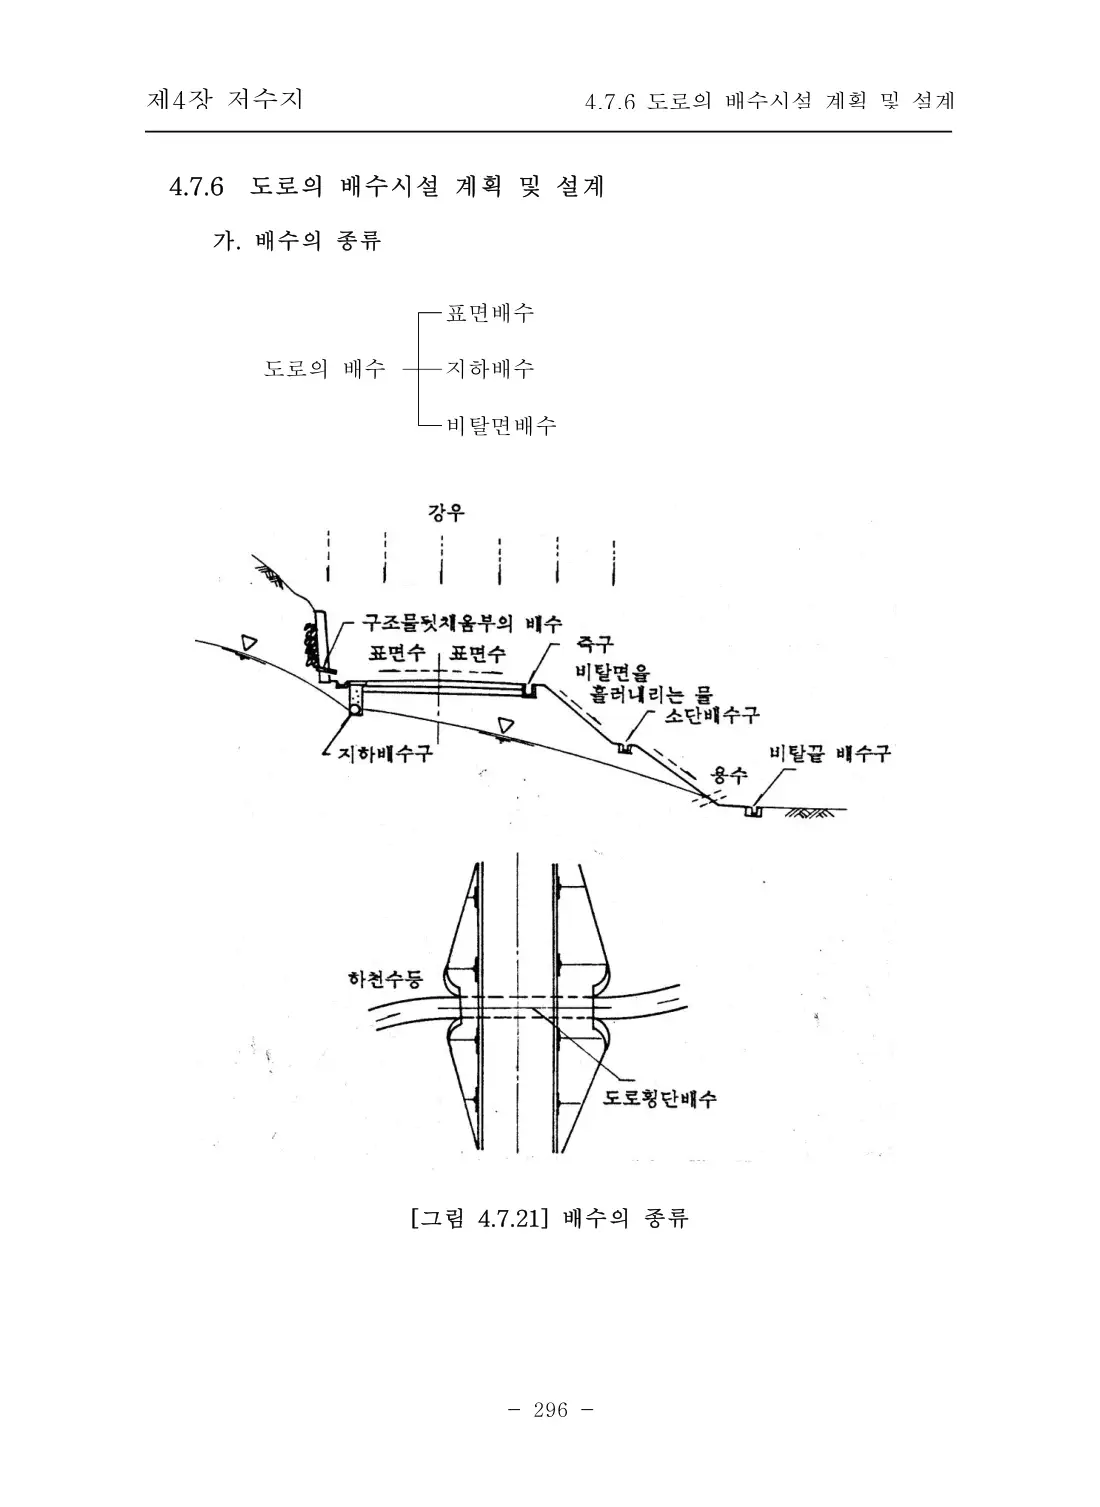 제4장 저수지
4.7.6 도로의 배수시설 계획 및 설계
4.7.6 도로의 배수시설 계획 및 설계
가. 배수의 종류
표면배수
도로의 배수
지하배수
비탈면배수
강우
구조물뒷채움부의 배수
측구
표면수
표면수
비탈면을
흘러내리는 물
소단배수구
지하배수구
비탈끝 배수구
용수
하천수등
도로횡단배수
[그림 4.7.21] 배수의 종류
- 296 -